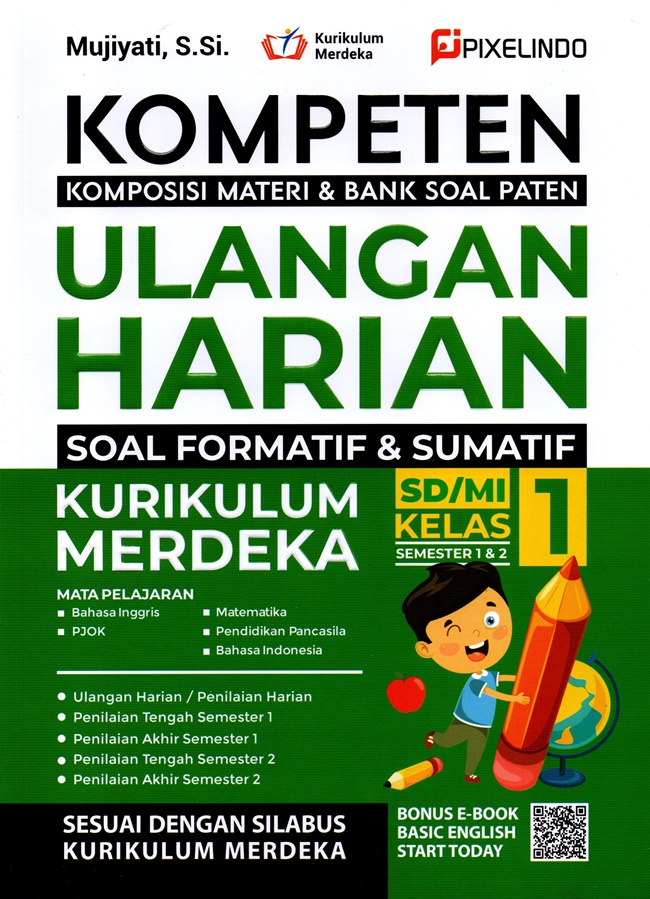 Mujiyati, S.Si.
Kurikulum
Merdeka
PIXELINDO
KOMPETEN
KOMPOSISI MATERI & BANK SOAL PATEN
ULANGAN
HARIAN
SOAL FORMATIF & SUMATIF
KURIKULUM
MERDEKA
SD/MI
KELAS
SEMESTER 1 & 2
1
MATA PELAJARAN
Bahasa Inggris
PJOK
Matematika
Pendidikan Pancasila
Bahasa Indonesia
Ulangan Harian / Penilaian Harian
Penilaian Tengah Semester 1
Penilaian Akhir Semester 1
Penilaian Tengah Semester 2
Penilaian Akhir Semester 2
SESUAI DENGAN SILABUS
KURIKULUM MERDEKA
BONUS E-BOOK
BASIC ENGLISH
START TODAY